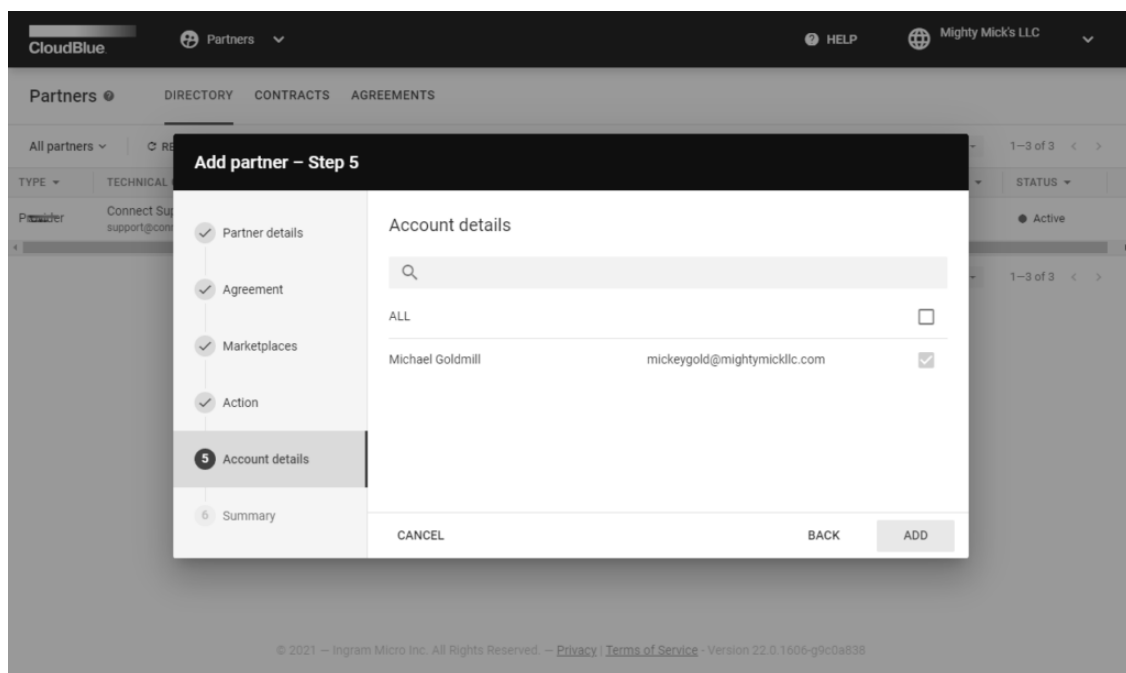 CloudBlue
Partners
HELP
Mighty Mick's LLC
Partners
DIRECTORY CONTRACTS AGREEMENTS
All partners
1–3 of 3
Add partner – Step 5
TYPE TECHNICAL
STATUS
Provider
Connect
Active
Partner details
Account details
Agreement
1–3 of 3
ALL
Marketplaces
Michael Goldmill mickeygold@mightymickllc.com
Action
5 Account details
6 Summary
CANCEL BACK ADD
© 2021 — Ingram Micro Inc. All Rights Reserved. — Privacy | Terms of Service - Version 22.0.1606-g9c0a838